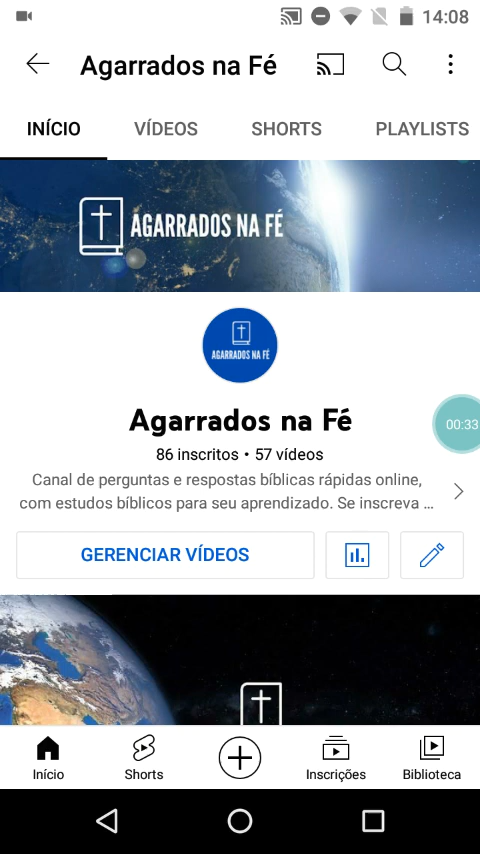 14:08
Agarrados na Fé
INÍCIO VÍDEOS SHORTS PLAYLISTS
AGARRADOS NA FÉ
AGARRADOS NA FÉ
Agarrados na Fé
00:33
86 inscritos • 57 vídeos
Canal de perguntas e respostas bíblicas rápidas online,
com estudos bíblicos para seu aprendizado. Se inscreva ...
GERENCIAR VÍDEOS
Início Shorts Inscrições Biblioteca